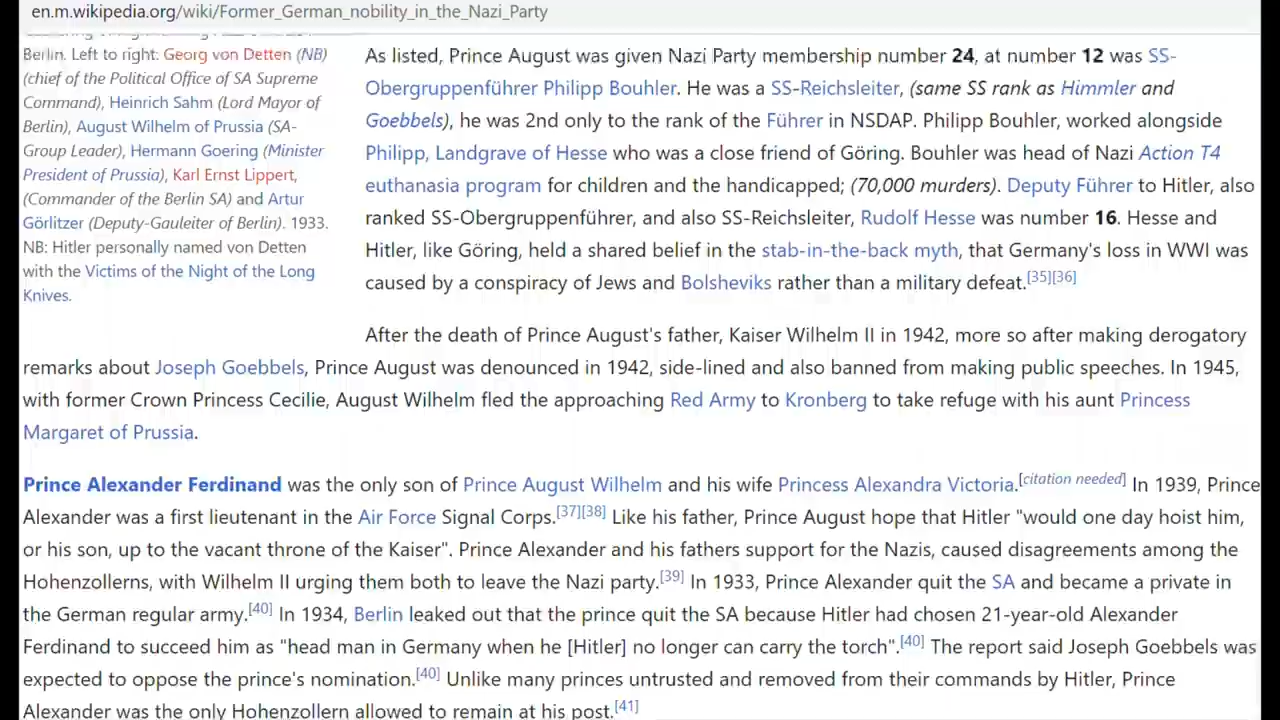 en.m.wikipedia.org/wiki/Former_German_nobility_in_the_Nazi_Party
Berlin. Left to right: Georg von Detten (NB)
(chief of the Political Office of SA Supreme
Command), Heinrich Sahm (Lord Mayor of
Berlin), August Wilhelm of Prussia (SA-
Group Leader), Hermann Goering (Minister
President of Prussia), Karl Ernst Lippert,
(Commander of the Berlin SA) and Artur
Görlitzer (Deputy-Gauleiter of Berlin). 1933.
NB: Hitler personally named von Detten
with the Victims of the Night of the Long
Knives.
As listed, Prince August was given Nazi Party membership number 24, at number 12 was SS-
Obergruppenführer Philipp Bouhler. He was a SS-Reichsleiter, (same SS rank as Himmler and
Goebbels), he was 2nd only to the rank of the Führer in NSDAP. Philipp Bouhler, worked alongside
Philipp, Landgrave of Hesse who was a close friend of Göring. Bouhler was head of Nazi Action T4
euthanasia program for children and the handicapped; (70,000 murders). Deputy Führer to Hitler, also
ranked SS-Obergruppenführer, and also SS-Reichsleiter, Rudolf Hesse was number 16. Hesse and
Hitler, like Göring, held a shared belief in the stab-in-the-back myth, that Germany's loss in WWI was
caused by a conspiracy of Jews and Bolsheviks rather than a military defeat.[35][36]
After the death of Prince August's father, Kaiser Wilhelm II in 1942, more so after making derogatory
remarks about Joseph Goebbels, Prince August was denounced in 1942, side-lined and also banned from making public speeches. In 1945,
with former Crown Princess Cecilie, August Wilhelm fled the approaching Red Army to Kronberg to take refuge with his aunt Princess
Margaret of Prussia.
Prince Alexander Ferdinand was the only son of Prince August Wilhelm and his wife Princess Alexandra Victoria.[citation needed] In 1939, Prince
Alexander was a first lieutenant in the Air Force Signal Corps.[37][38] Like his father, Prince August hope that Hitler "would one day hoist him,
or his son, up to the vacant throne of the Kaiser". Prince Alexander and his fathers support for the Nazis, caused disagreements among the
Hohenzollerns, with Wilhelm II urging them both to leave the Nazi party.[39] In 1933, Prince Alexander quit the SA and became a private in
the German regular army.[40] In 1934, Berlin leaked out that the prince quit the SA because Hitler had chosen 21-year-old Alexander
Ferdinand to succeed him as "head man in Germany when he [Hitler] no longer can carry the torch".[40] The report said Joseph Goebbels was
expected to oppose the prince's nomination.[40] Unlike many princes untrusted and removed from their commands by Hitler, Prince
Alexander was the only Hohenzollern allowed to remain at his post.[41]